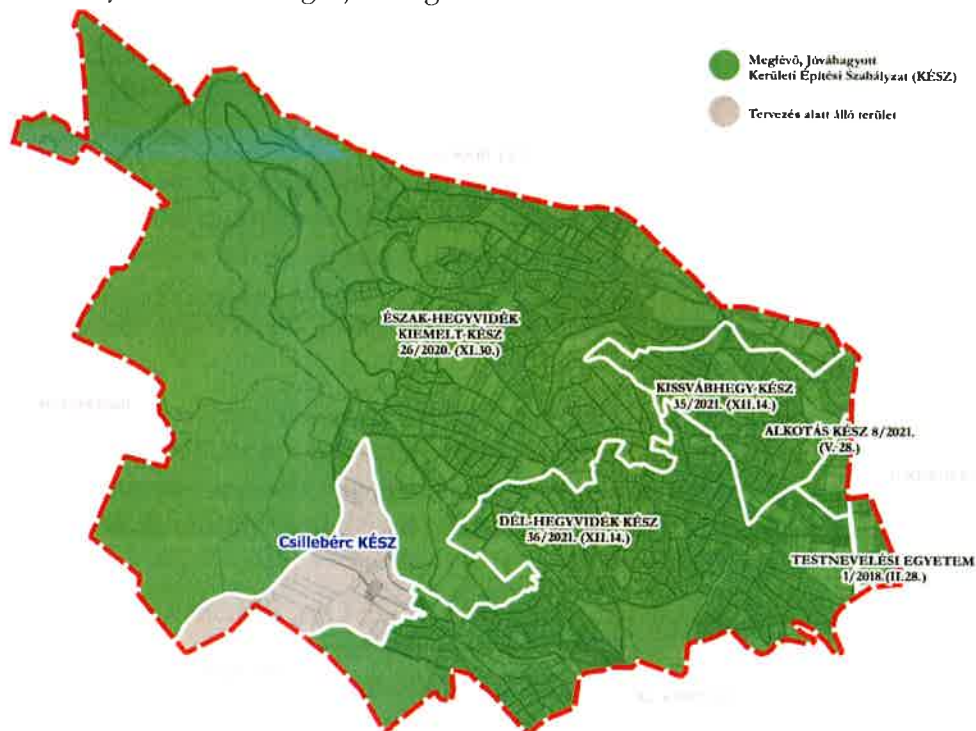 Meglévő, Jóváhagyott
Kerületi Építési Szabályzat (KÉSZ)
Tervezés alatt álló terület
ÉSZAK-HEGYVIDÉK
KIEMELT-KÉSZ
26/2020. (XI.30.)
KISSVÁBHEGY-KÉSZ
35/2021. (XII.14.)
ALKOTÁS KÉSZ 8/2021.
(V. 28.)
DÉL-HEGYVIDÉK-KÉSZ
36/2021. (XII.14.)
Csillebérc KÉSZ
TESTNEVELÉSI EGYETEM
1/2018.(II.28.)